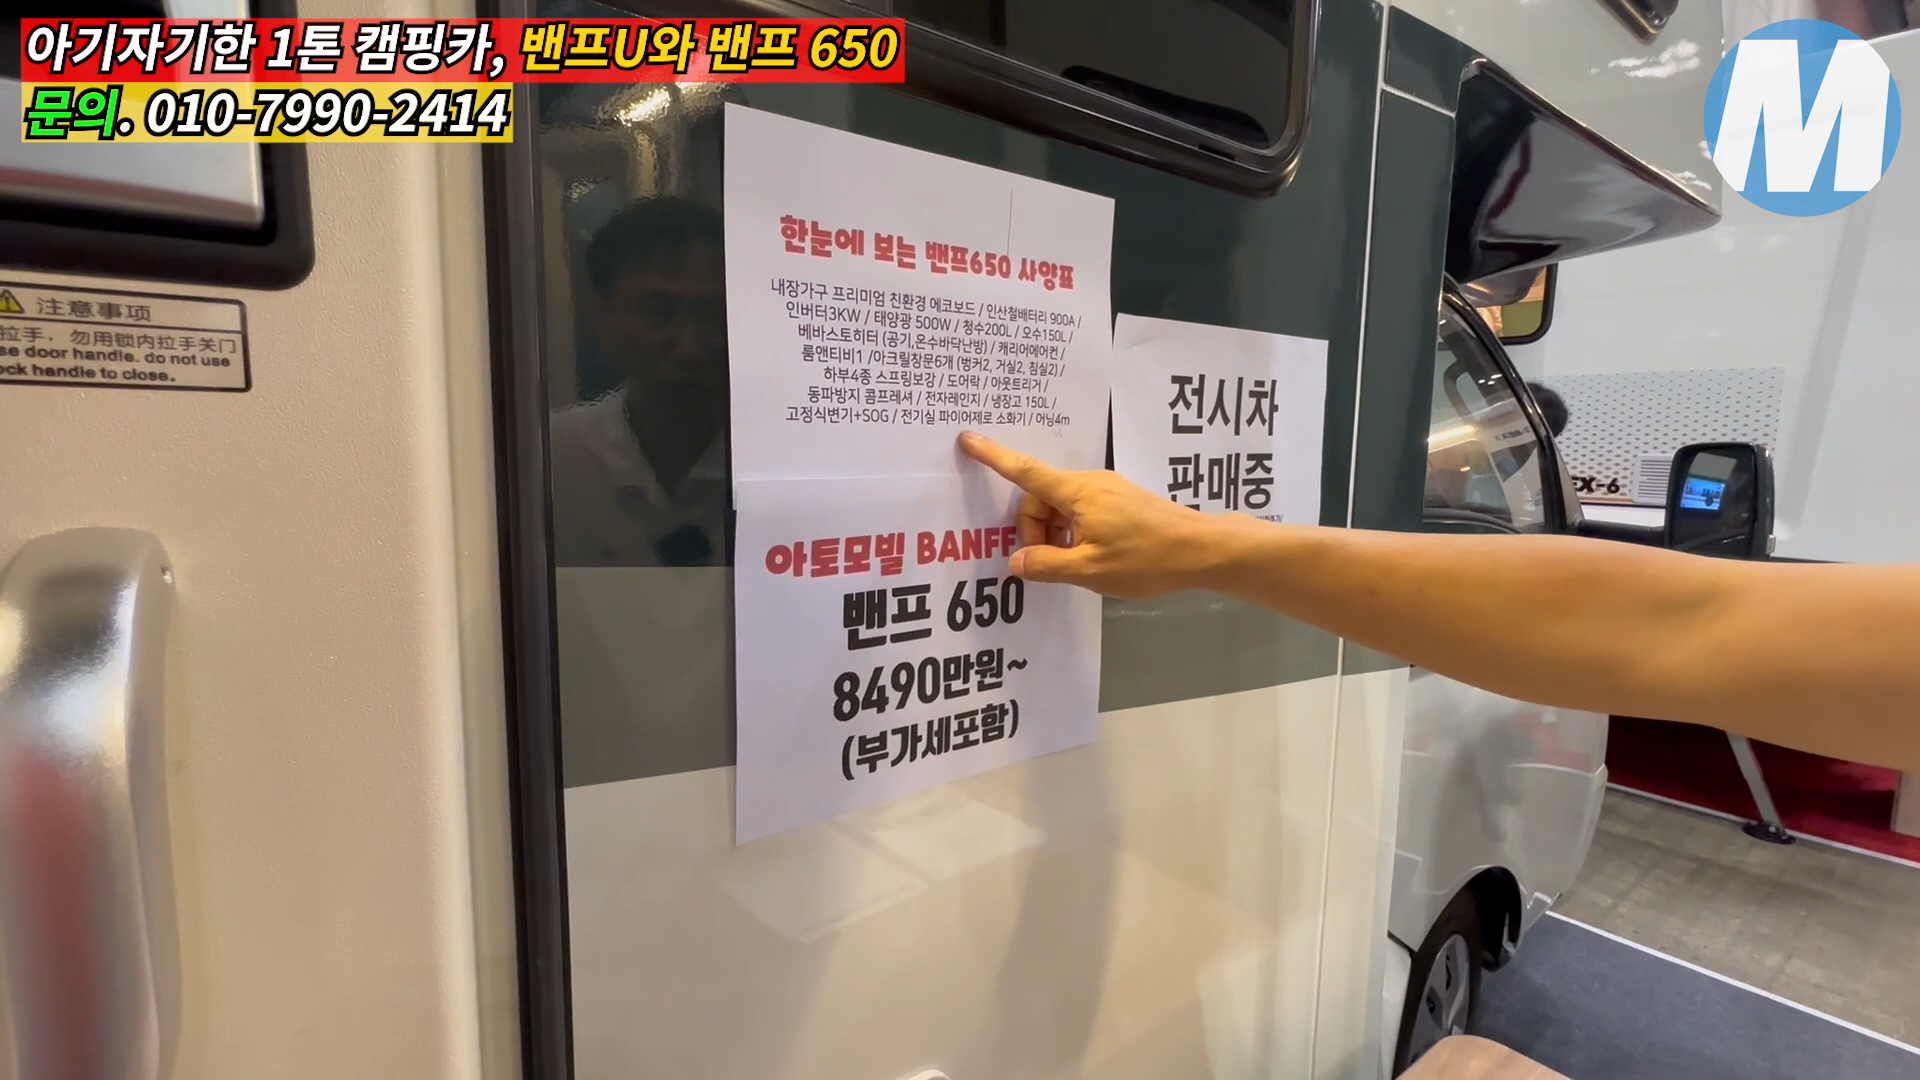 아기자기한 1톤 캠핑카, 밴프U와 밴프 650
문의. 010-7990-2414
M
注意事项
拉手，勿用锁内拉手关门
se door handle. do not use
ock handle to close.
한눈에 보는 밴프650 사양표
내장가구 프리미엄 친환경 에코보드 / 인산철배터리 900A /
인버터3KW / 태양광 500W / 청수200L / 오수150L /
베바스토히터 (공기,온수바닥난방) / 캐리어에어컨 /
룸앤티비1 /아크릴창문6개 (벙커2, 거실2, 침실2) /
하부4종 스프링보강 / 도어락 / 아웃트리거 /
동파방지 콤프레셔 / 전자레인지 / 냉장고 150L /
고정식변기+SOG / 전기실 파이어제로 소화기 / 어닝4m
아토모빌 BANFF
밴프 650
8490만원~
(부가세포함)
전시차
판매중
EX-6